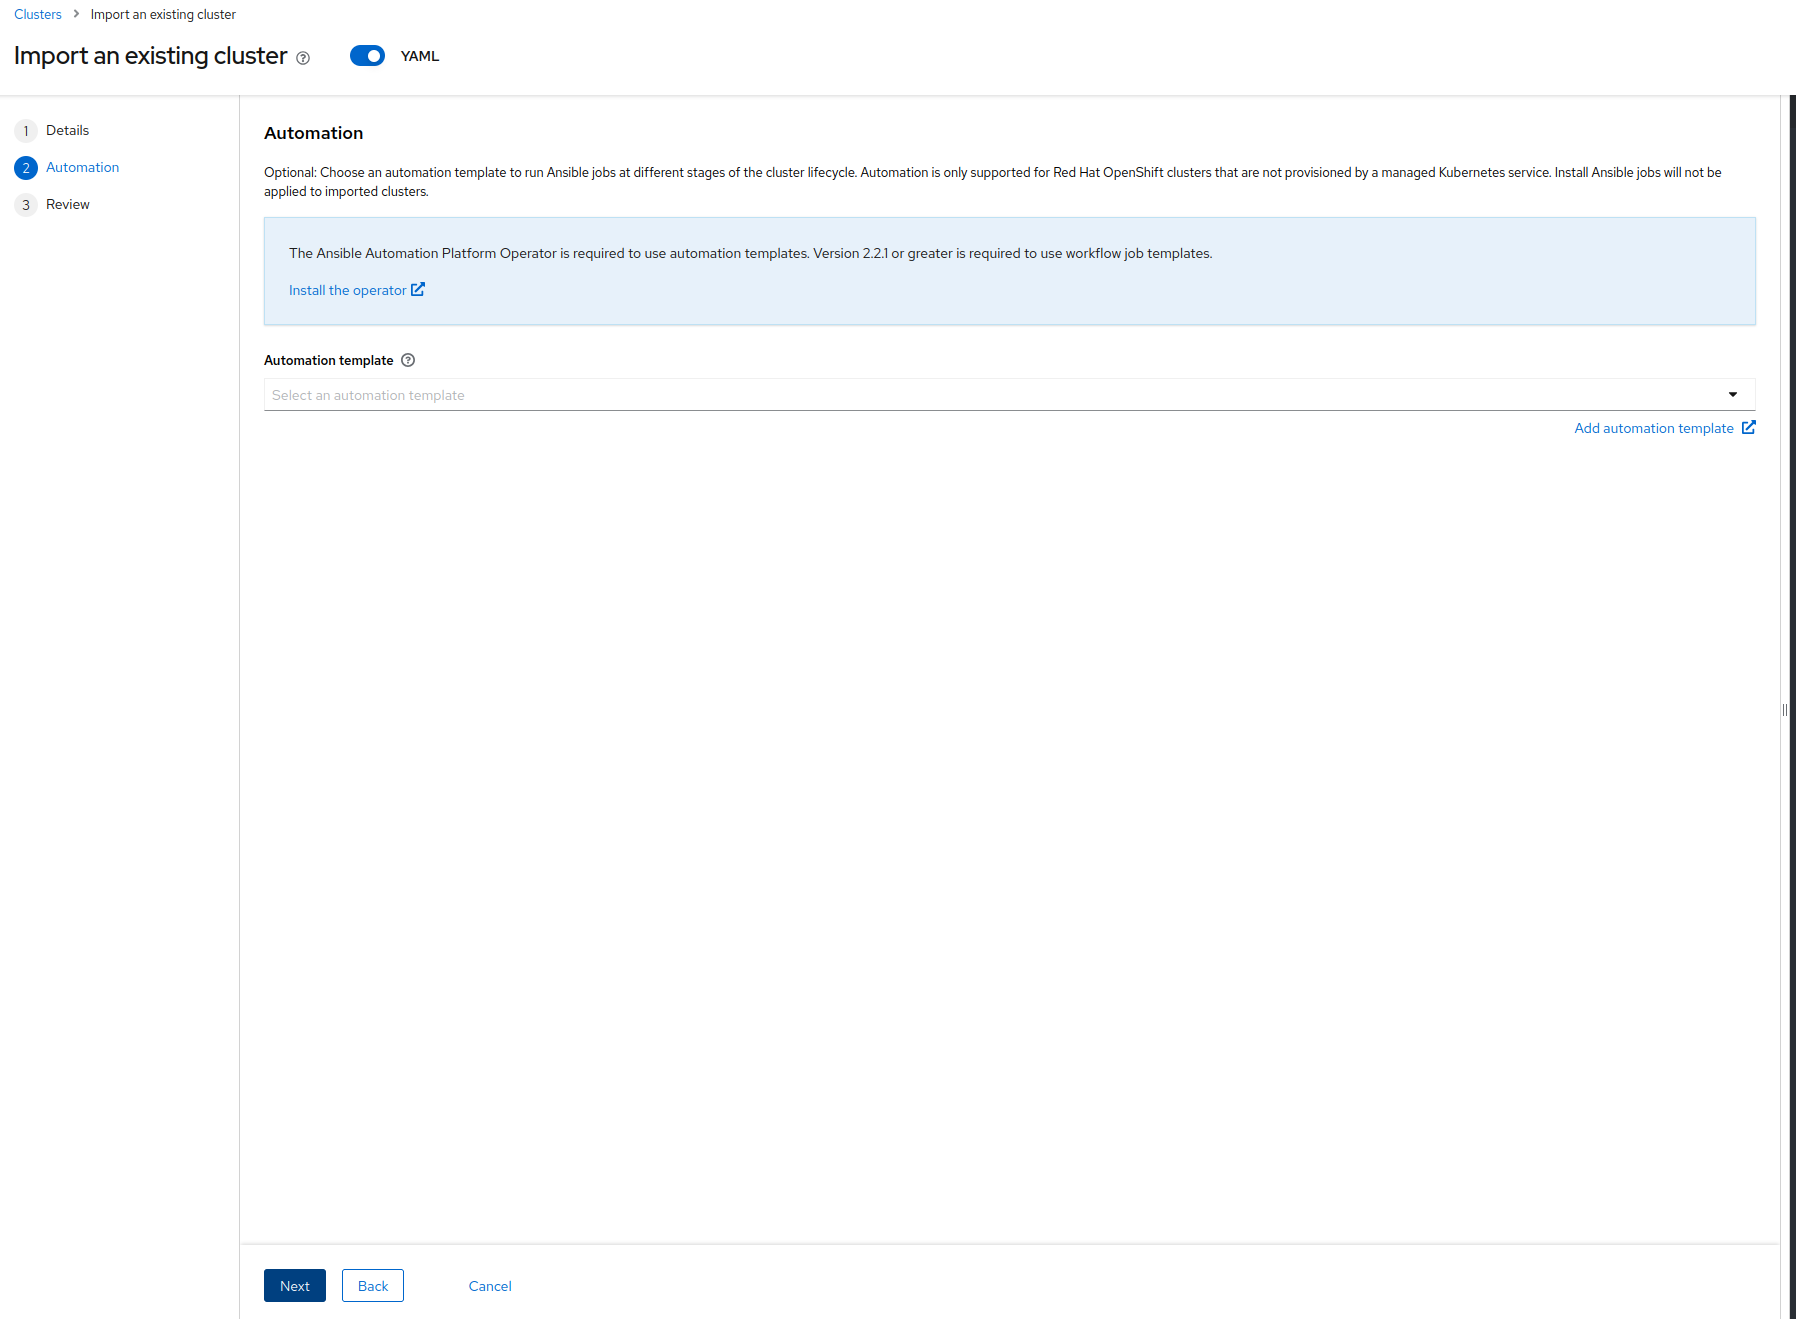 Clusters > Import an existing cluster
Import an existing cluster
YAML
1 Details
2 Automation
3 Review
Automation
Optional: Choose an automation template to run Ansible jobs at different stages of the cluster lifecycle. Automation is only supported for Red Hat OpenShift clusters that are not provisioned by a managed Kubernetes service. Install Ansible jobs will not be
applied to imported clusters.
The Ansible Automation Platform Operator is required to use automation templates. Version 2.2.1 or greater is required to use workflow job templates.
Install the operator
Automation template
Select an automation template
Add automation template
Next Back Cancel